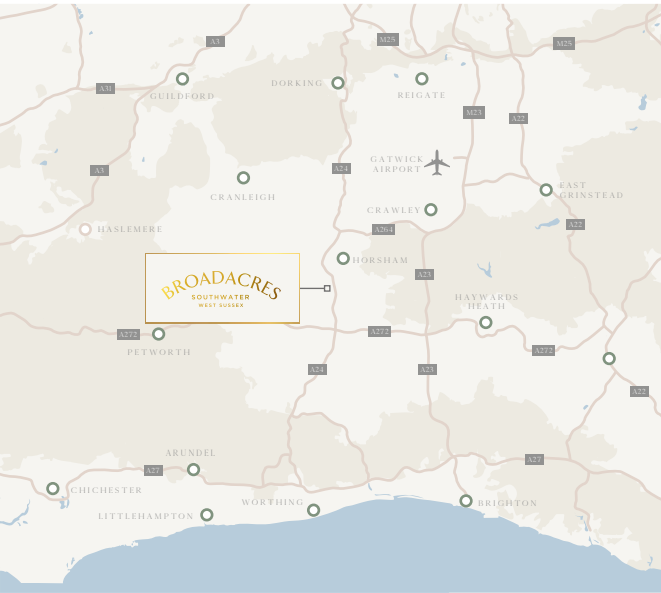 A3
M25
M25
A31
GUILDFORD
DORKING
REIGATE
M23
A22
A3
A24
GATWICK
AIRPORT
CRANLEIGH
EAST
GRINSTEAD
CRAWLEY
HASLEMERE
A264
A22
HORSHAM
A23
BROADACRES
SOUTHWATER
WEST SUSSEX
HAYWARDS
HEATH
A272
A272
A272
PETWORTH
A24
A23
A22
ARUNDEL
A27
A27
CHICHESTER
LITTLEHAMPTON
WORTHING
BRIGHTON